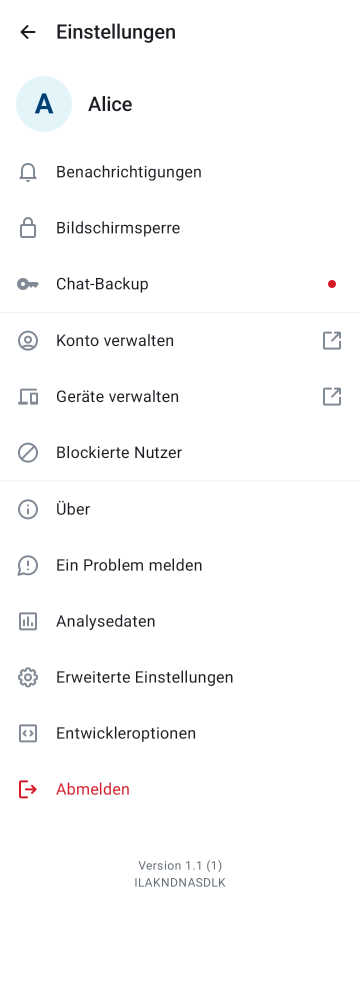 Einstellungen
A
Alice
Benachrichtigungen
Bildschirmsperre
Chat-Backup
Konto verwalten
Geräte verwalten
Blockierte Nutzer
Über
Ein Problem melden
Analysedaten
Erweiterte Einstellungen
Entwickleroptionen
Abmelden
Version 1.1 (1)
ILAKNDNASDLK